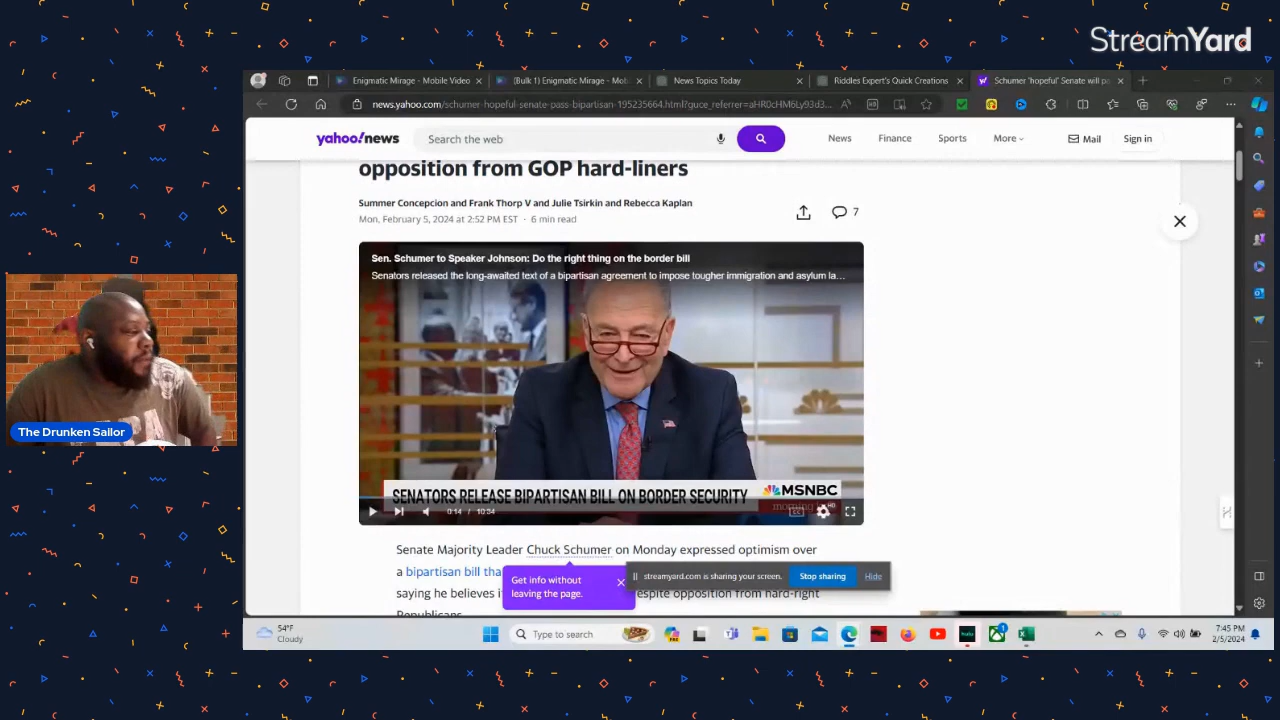 StreamYard
Enigmatic Mirage - Mobile Video
(Bulk 1) Enigmatic Mirage - Mob
News Topics Today
Riddles Expert's Quick Creations
Schumer 'hopeful' Senate will pa
news.yahoo.com/schumer-hopeful-senate-pass-bipartisan-195235664.html?guce_referrer=aHR0cHM6Ly93d3...
yahoo!news
Search the web
News
Finance
Sports
More
Mail
Sign in
opposition from GOP hard-liners
Summer Concepcion and Frank Thorp V and Julie Tsirkin and Rebecca Kaplan
Mon, February 5, 2024 at 2:52 PM EST · 6 min read
7
Sen. Schumer to Speaker Johnson: Do the right thing on the border bill
Senators released the long-awaited text of a bipartisan agreement to impose tougher immigration and asylum la...
SENATORS RELEASE BIPARTISAN BILL ON BORDER SECURITY
MSNBC
morning
0:14 / 10:34
The Drunken Sailor
Senate Majority Leader Chuck Schumer on Monday expressed optimism over
a bipartisan bill tha
Get info without
leaving the page.
streamyard.com is sharing your screen.
Stop sharing
Hide
saying he believes i
espite opposition from hard-right
Republicans
54°F
Cloudy
Type to search
7:45 PM
2/5/2024